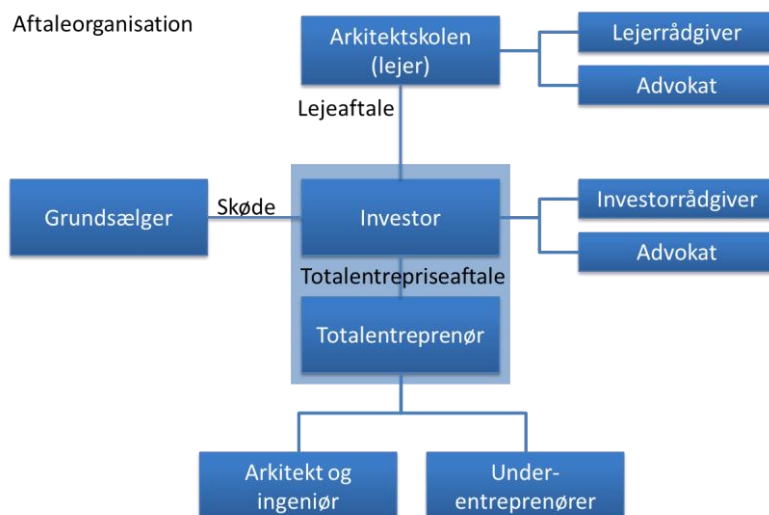 Aftaleorganisation
Arkitektskolen
(lejer)
Lejerrådgiver
Advokat
Lejeaftale
Grundsælger
Skøde
Investor
Investorrådgiver
Advokat
Totalentrepriseaftale
Totalentreprenør
Arkitekt og
ingeniør
Under-
entreprenører